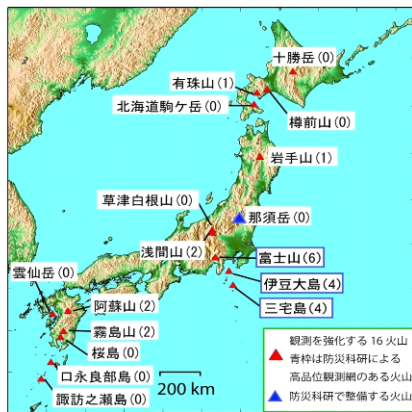 十勝岳(0)
有珠山(1)
北海道駒ケ岳(0)
樽前山(0)
岩手山(1)
草津白根山(0)
那須岳(0)
浅間山(2)
富士山(6)
雲仙岳(0)
伊豆大島(4)
阿蘇山(2)
三宅島(4)
霧島山(2)
桜島(0)
口永良部島(0)
諏訪之瀬島(0)
200 km
観測を強化する16火山
青枠は防災科研による
高品位観測網のある火山
防災科研で整備する火山